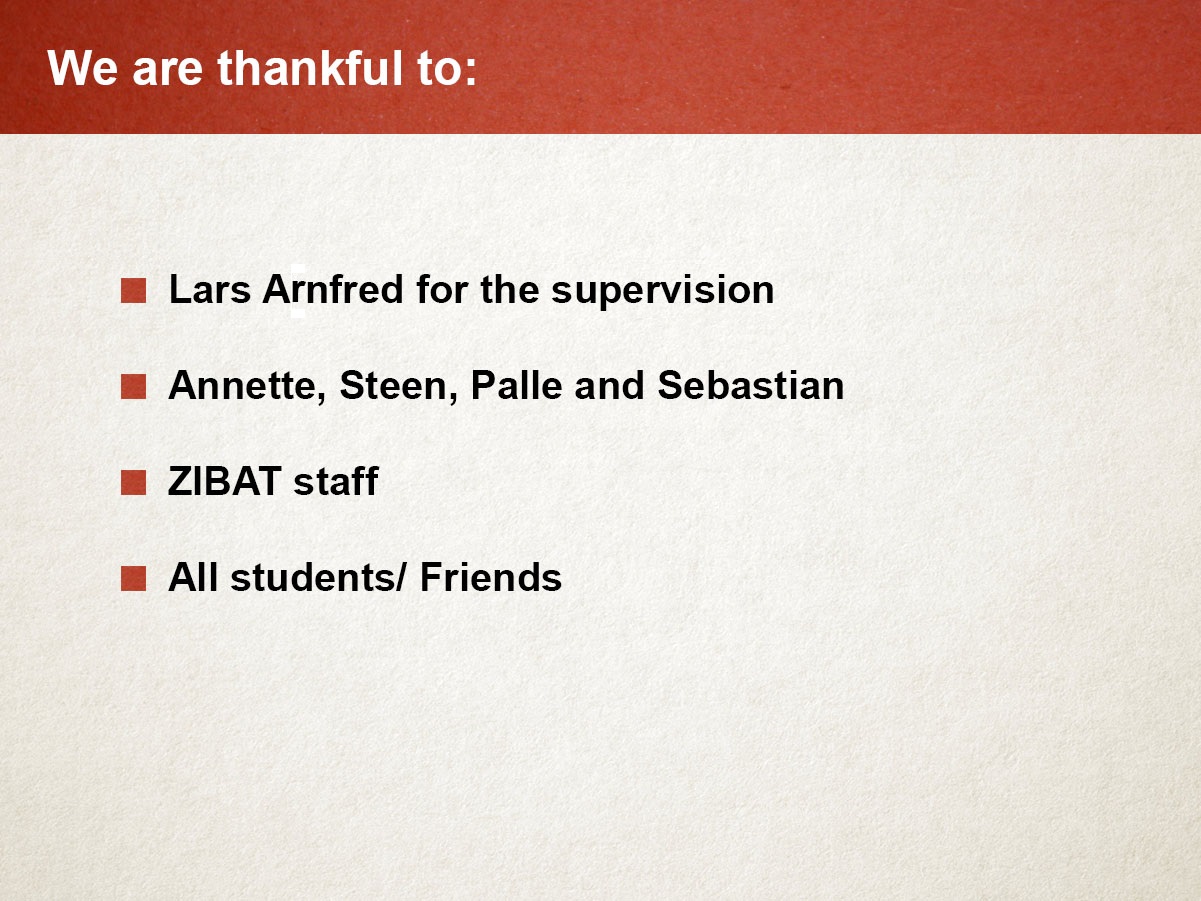 We are thankful to:
Lars Arnfred for the supervision
Annette, Steen, Palle and Sebastian
ZIBAT staff
All students/ Friends